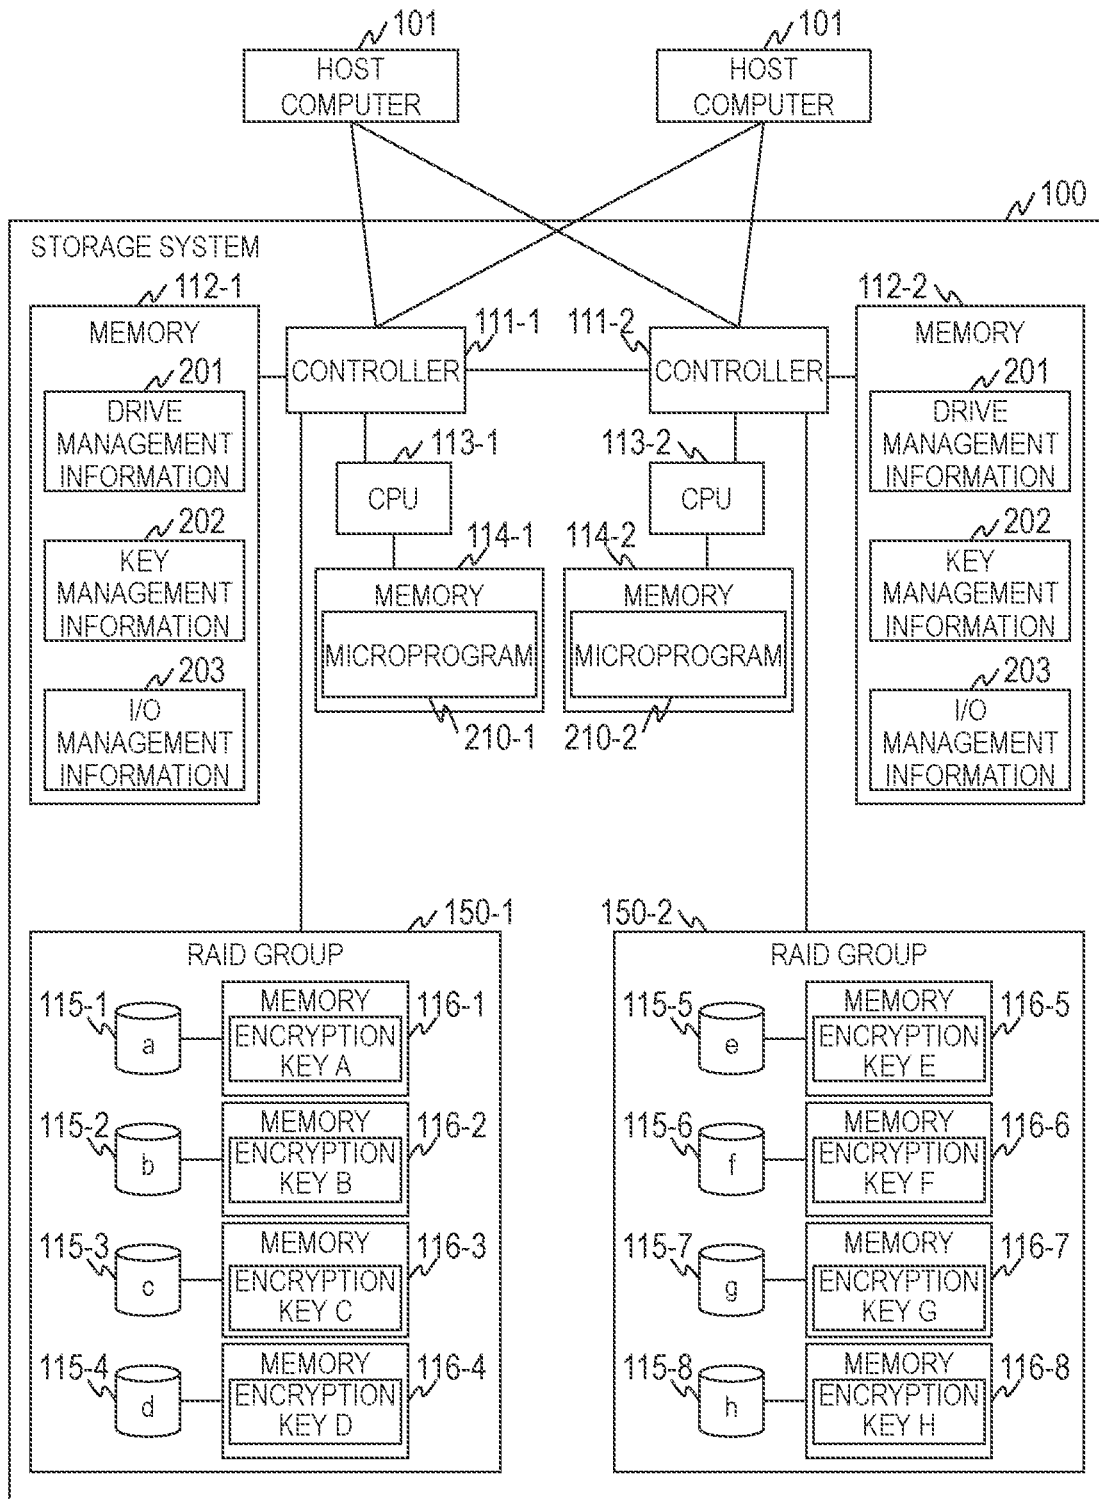 101
101
HOST
COMPUTER
HOST
COMPUTER
100
STORAGE SYSTEM
112-1
112-2
MEMORY
111-1
111-2
MEMORY
CONTROLLER
CONTROLLER
201
201
DRIVE
MANAGEMENT
INFORMATION
DRIVE
MANAGEMENT
INFORMATION
113-1
113-2
CPU
CPU
202
202
KEY
MANAGEMENT
INFORMATION
KEY
MANAGEMENT
INFORMATION
114-1
114-2
MEMORY
MEMORY
MICROPROGRAM
MICROPROGRAM
203
203
I/O
MANAGEMENT
INFORMATION
I/O
MANAGEMENT
INFORMATION
210-1
210-2
150-1
150-2
RAID GROUP
115-1
a
MEMORY
ENCRYPTION
KEY A
116-1
115-2
b
MEMORY
ENCRYPTION
KEY B
116-2
115-3
c
MEMORY
ENCRYPTION
KEY C
116-3
115-4
d
MEMORY
ENCRYPTION
KEY D
116-4
RAID GROUP
115-5
e
MEMORY
ENCRYPTION
KEY E
116-5
115-6
f
MEMORY
ENCRYPTION
KEY F
116-6
115-7
g
MEMORY
ENCRYPTION
KEY G
116-7
115-8
h
MEMORY
ENCRYPTION
KEY H
116-8